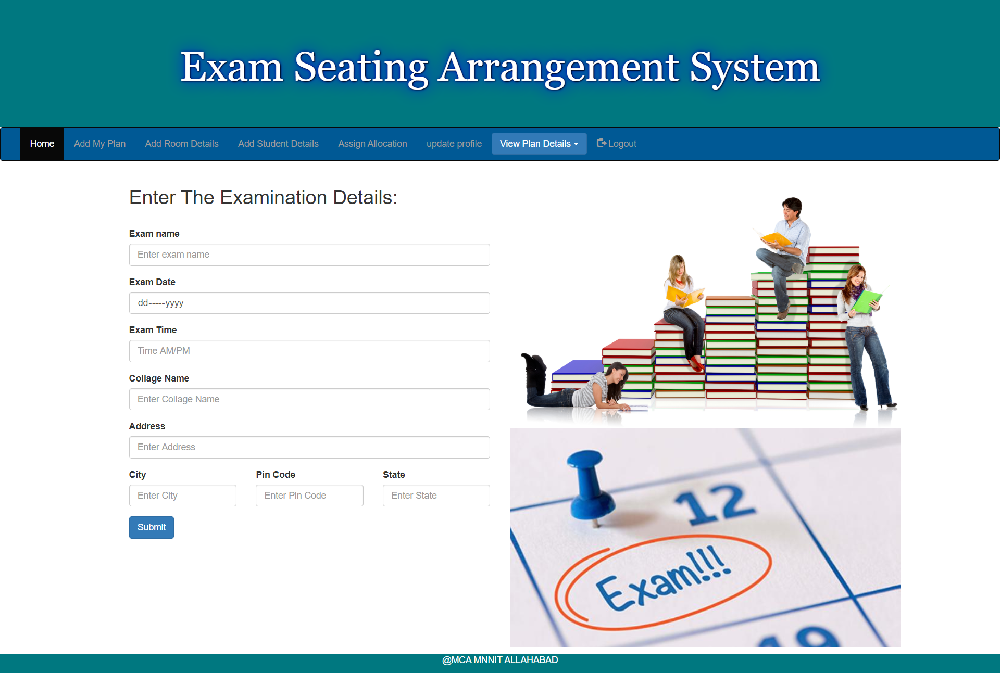 Exam Seating Arrangement System
Home Add My Plan Add Room Details Add Student Details Assign Allocation update profile View Plan Details Logout
Enter The Examination Details:
Exam name
Enter exam name
Exam Date
dd-----yyyy
Exam Time
Time AM/PM
Collage Name
Enter Collage Name
Address
Enter Address
City Pin Code State
Enter City Enter Pin Code Enter State
Submit
12
Exam!!!
19
@MCA MNNIT ALLAHABAD